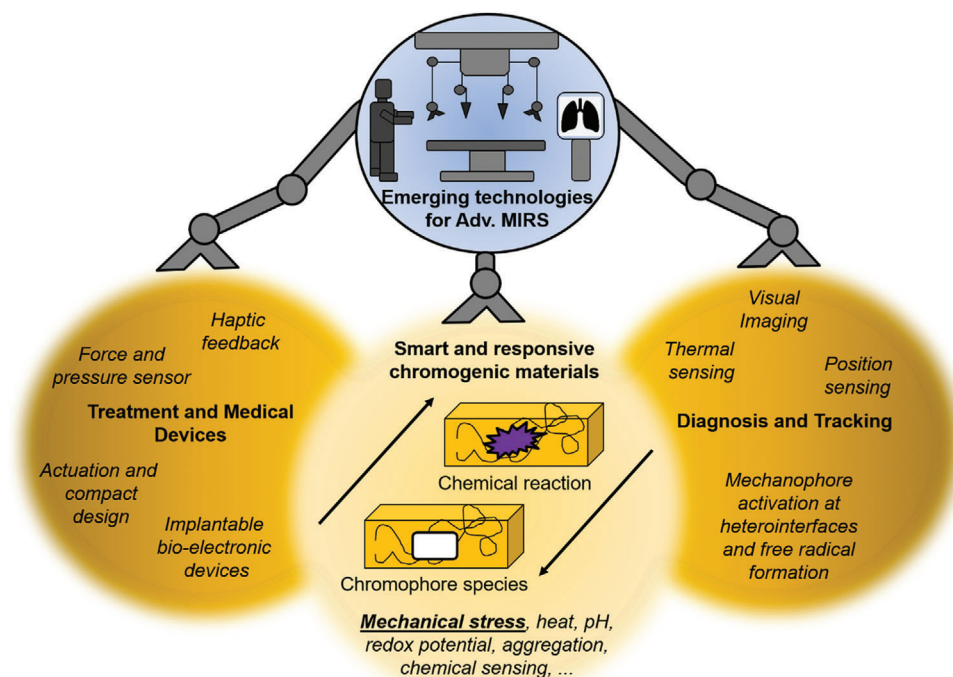 Emerging technologies
for Adv. MIRS
Haptic
feedback
Force and
pressure sensor
Treatment and Medical
Devices
Actuation and
compact
design
Implantable
bio-electronic
devices
Smart and responsive
chromogenic materials
Chemical reaction
Chromophore species
Mechanical stress, heat, pH,
redox potential, aggregation,
chemical sensing, ...
Visual
Imaging
Thermal
sensing
Position
sensing
Diagnosis and Tracking
Mechanophore
activation at
heterointerfaces
and free radical
formation